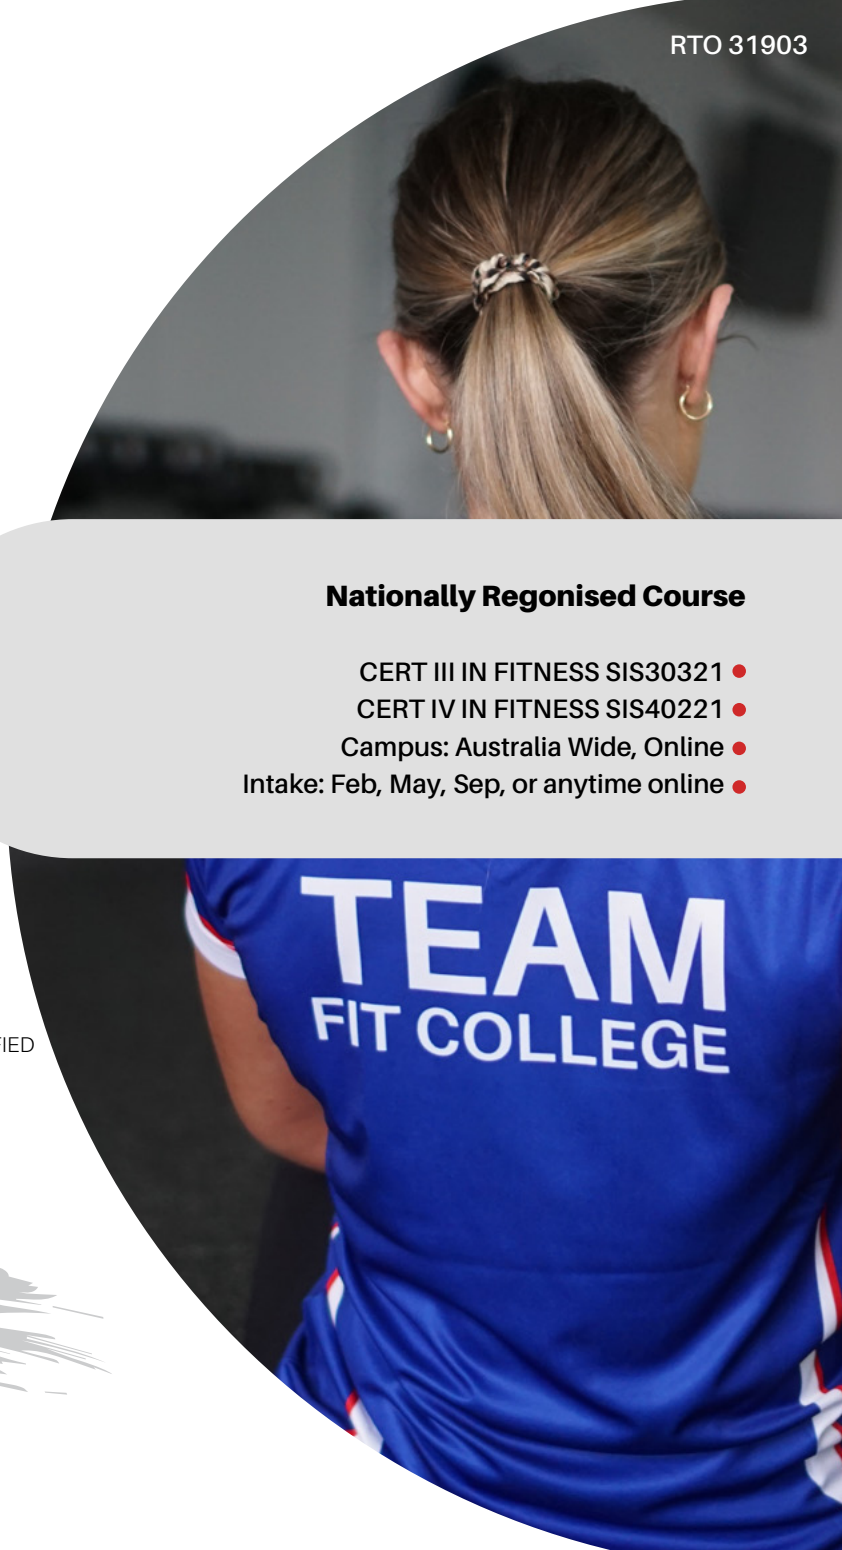 RTO 31903
Nationally Regonised Course
CERT III IN FITNESS SIS30321
CERT IV IN FITNESS SIS40221
Campus: Australia Wide, Online
Intake: Feb, May, Sep, or anytime online
TEAM
FIT COLLEGE